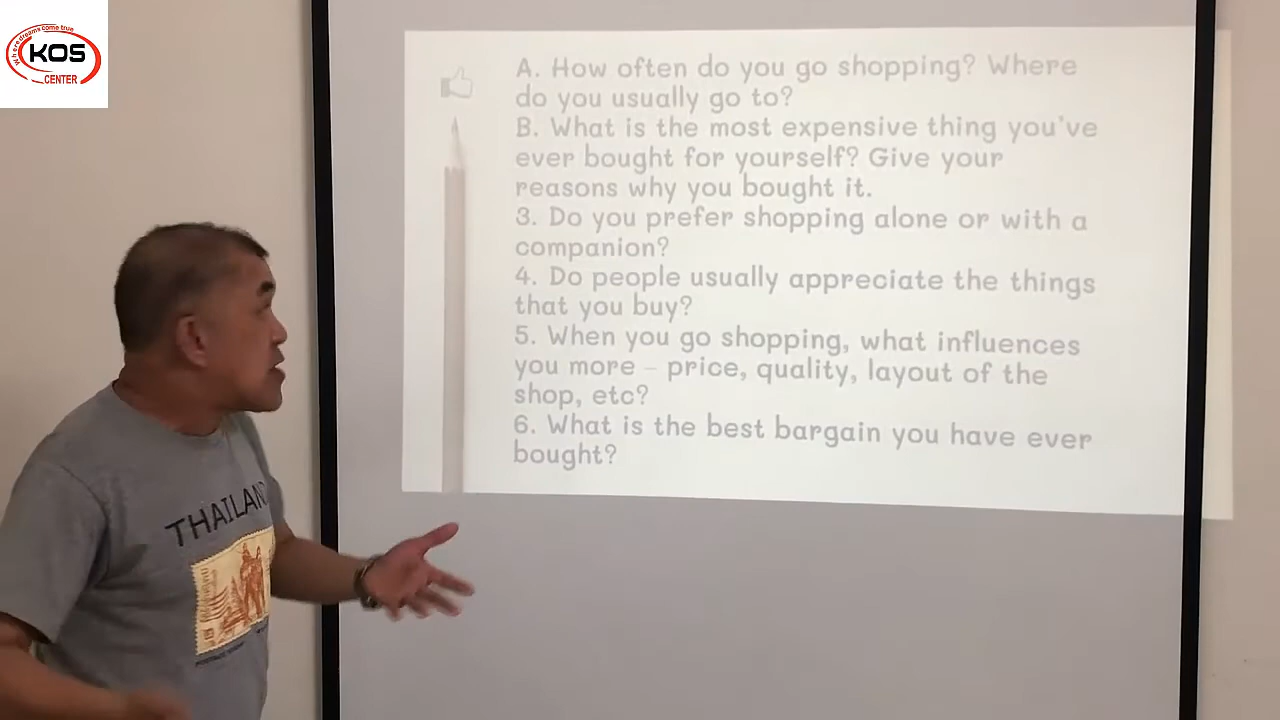 Where dreams come true
KOS
CENTER
A. How often do you go shopping? Where
do you usually go to?
B. What is the most expensive thing you've
ever bought for yourself? Give your
reasons why you bought it.
3. Do you prefer shopping alone or with a
companion?
4. Do people usually appreciate the things
that you buy?
5. When you go shopping, what influences
you more – price, quality, layout of the
shop, etc?
6. What is the best bargain you have ever
bought?
THAILAND